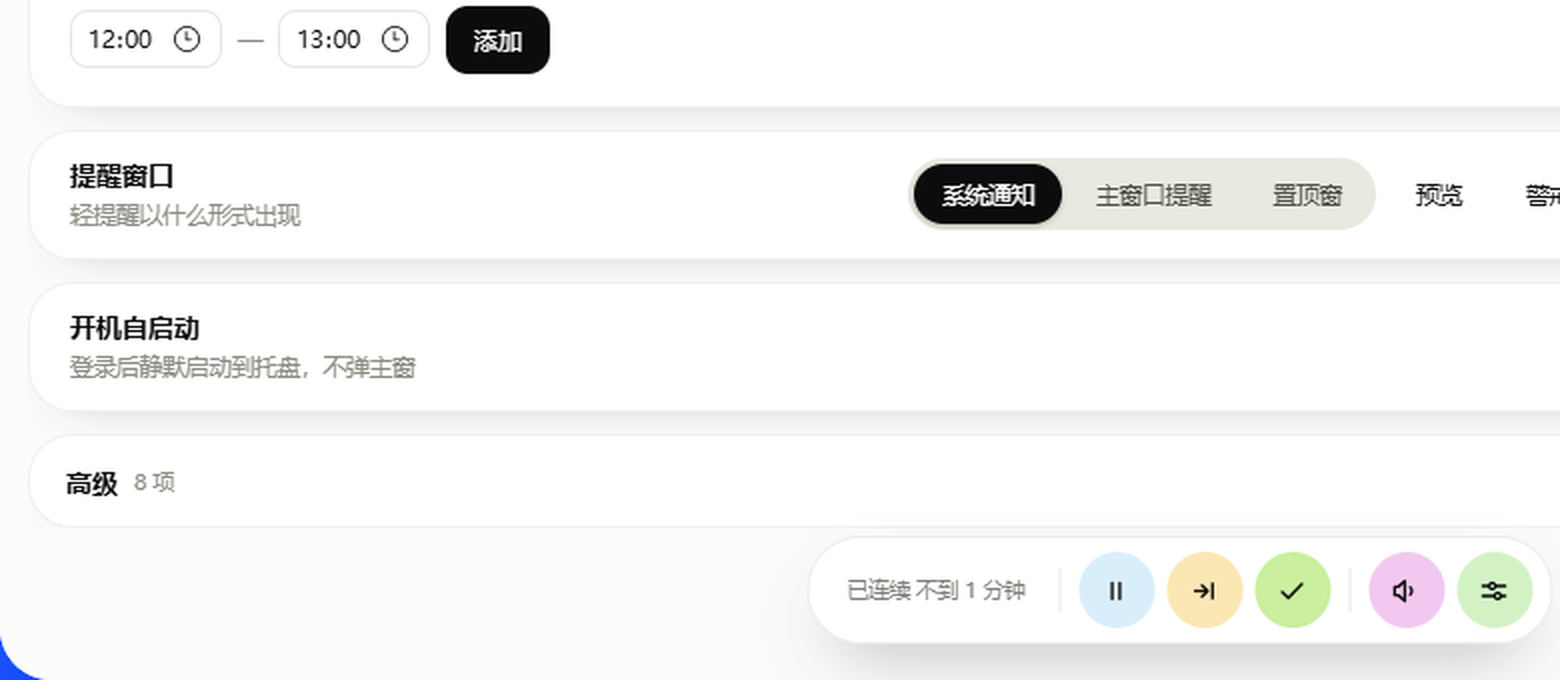 12:00 — 13:00 添加
提醒窗口
轻提醒以什么形式出现
系统通知 主窗口提醒 置顶窗 预览
开机自启动
登录后静默启动到托盘，不弹主窗
高级 8 项
已连续 不到 1 分钟